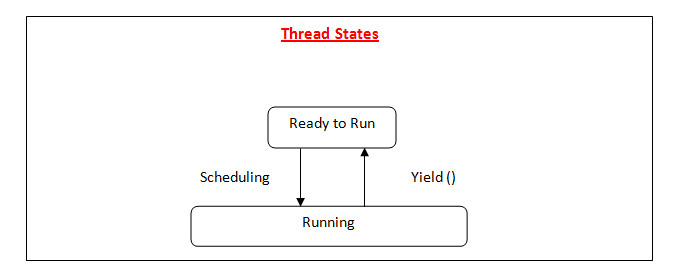 Thread States
Ready to Run
Scheduling
Yield ()
Running